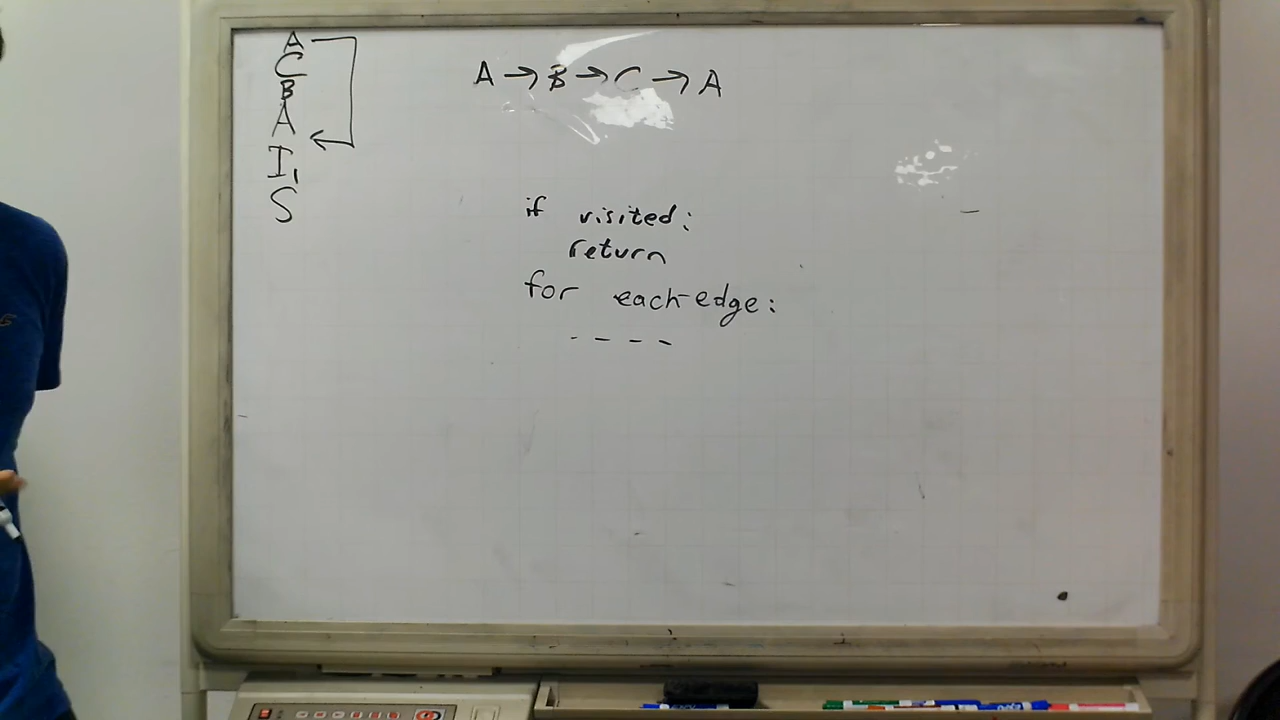 A
C
B
A
I,
S
A → B → C → A
if visited:
return
for each edge:
- - - -